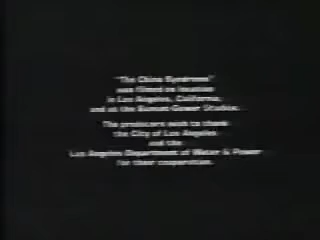 "The China Syndrome"
was filmed on location
in Los Angeles, California,
and at the Sunset Gower Studios.
The producers wish to thank
the City of Los Angeles
and the
Los Angeles Department of Water & Power
for their cooperation.